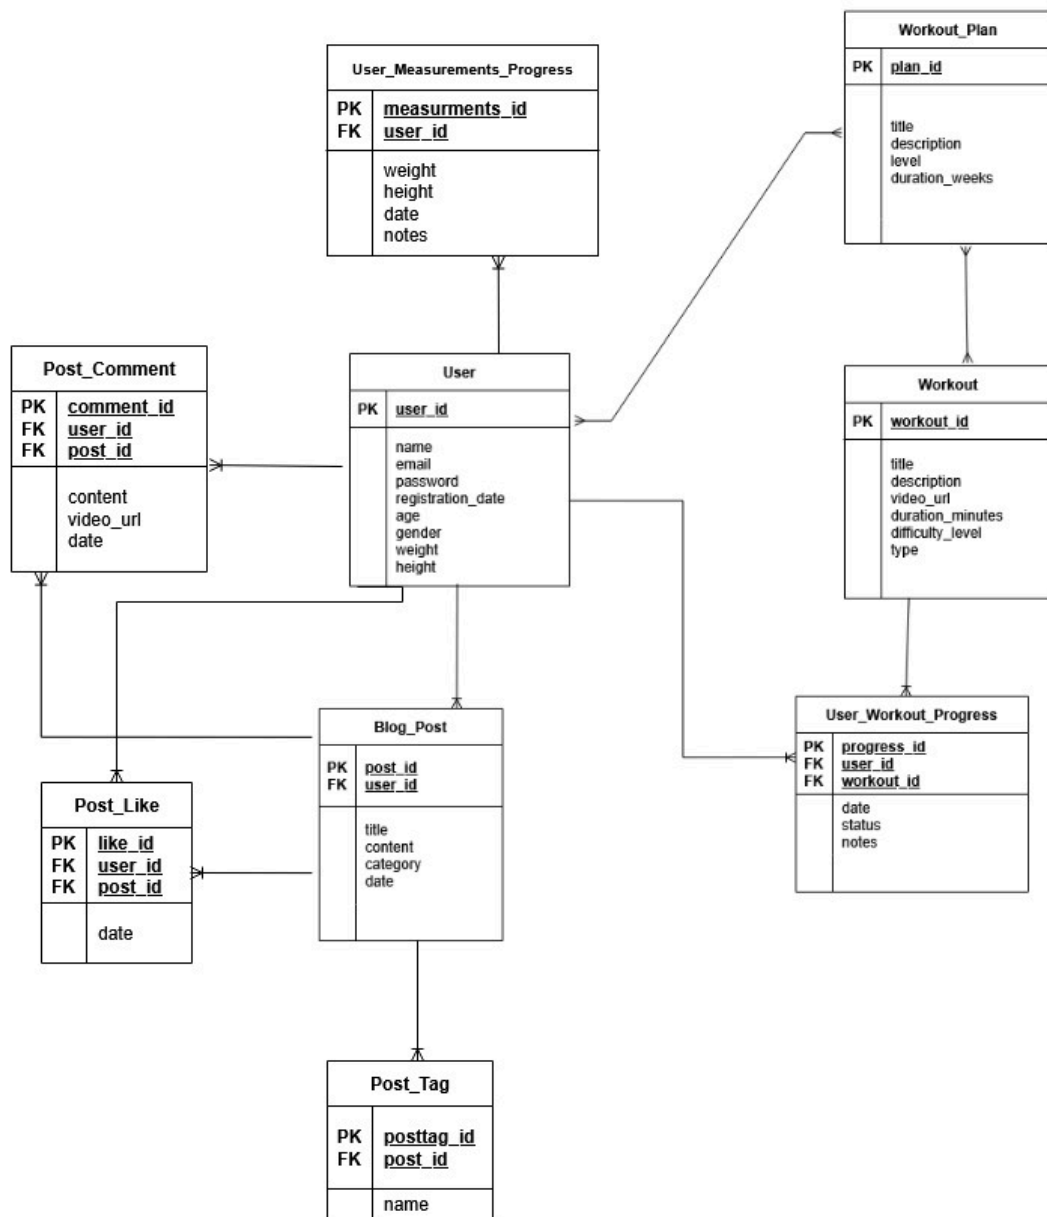 Workout_Plan
PK plan_id
title
description
level
duration_weeks
User_Measurements_Progress
PK measurments_id
FK user_id
weight
height
date
notes
Post_Comment
PK comment_id
FK user_id
FK post_id
content
video_url
date
User
PK user_id
name
email
password
registration_date
age
gender
weight
height
Workout
PK workout_id
title
description
video_url
duration_minutes
difficulty_level
type
Blog_Post
PK post_id
FK user_id
title
content
category
date
User_Workout_Progress
PK progress_id
FK user_id
FK workout_id
date
status
notes
Post_Like
PK like_id
FK user_id
FK post_id
date
Post_Tag
PK posttag_id
FK post_id
name